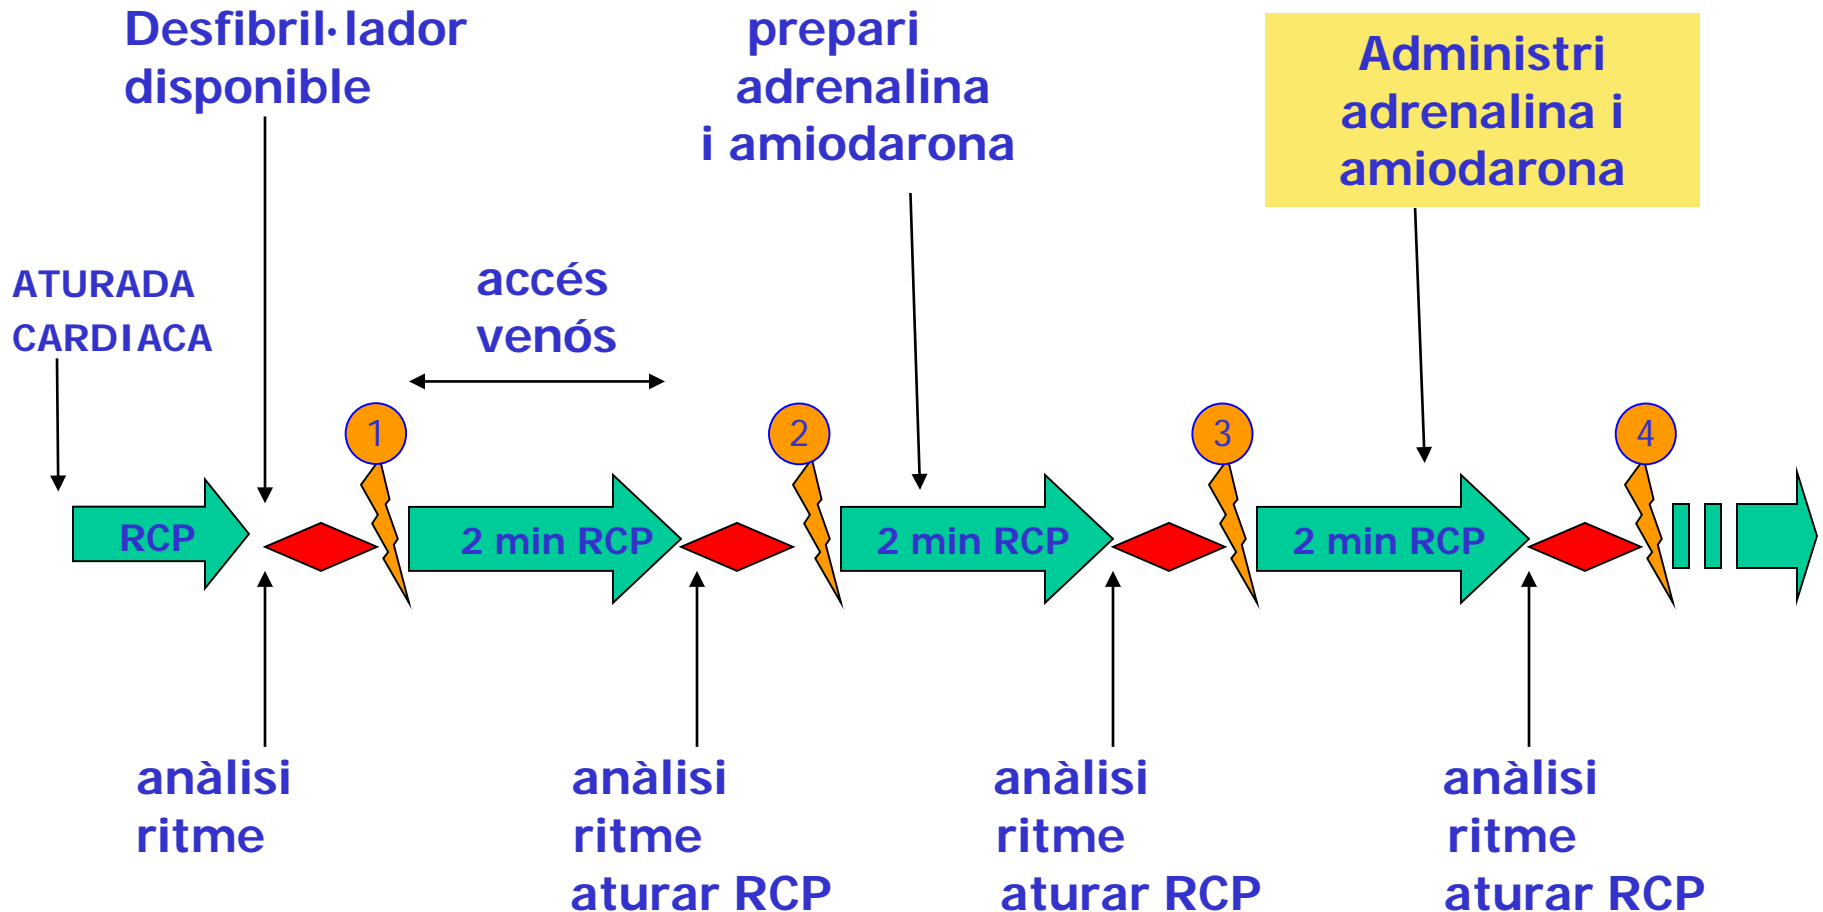 Desfibril·lador
disponible
prepari
adrenalina
i amiodarona
Administri
adrenalina i
amiodarona
ATURADA
CARDIACA
accés
venós
1
2
3
4
RCP
2 min RCP
2 min RCP
2 min RCP
anàlisi
ritme
anàlisi
ritme
aturar RCP
anàlisi
ritme
aturar RCP
anàlisi
ritme
aturar RCP